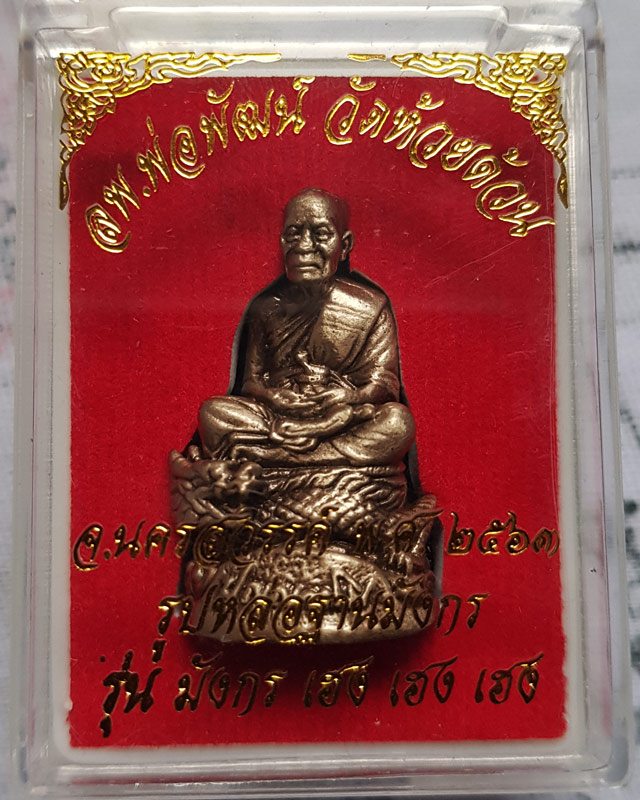 ลพ.พ่อพัฒน์ วัดห้วยด้วน
จ.นครสวรรค์ พ.ศ. ๒๕๖๓
รูปหล่อฐานมังกร
รุ่น มังกร เฮง เฮง เฮง